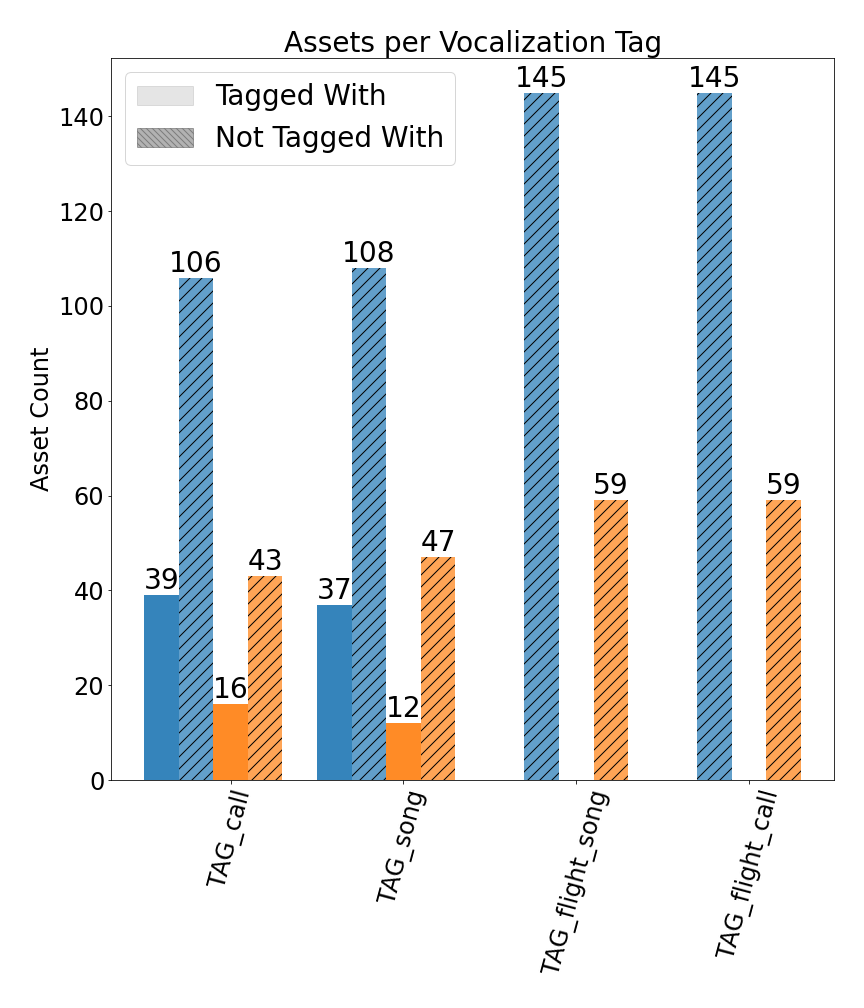 Assets per Vocalization Tag
Tagged With
Not Tagged With
Asset Count
140
120
100
80
60
40
20
0
39
106
16
43
37
108
12
47
145
59
145
59
TAG_call
TAG_song
TAG_flight_song
TAG_flight_call